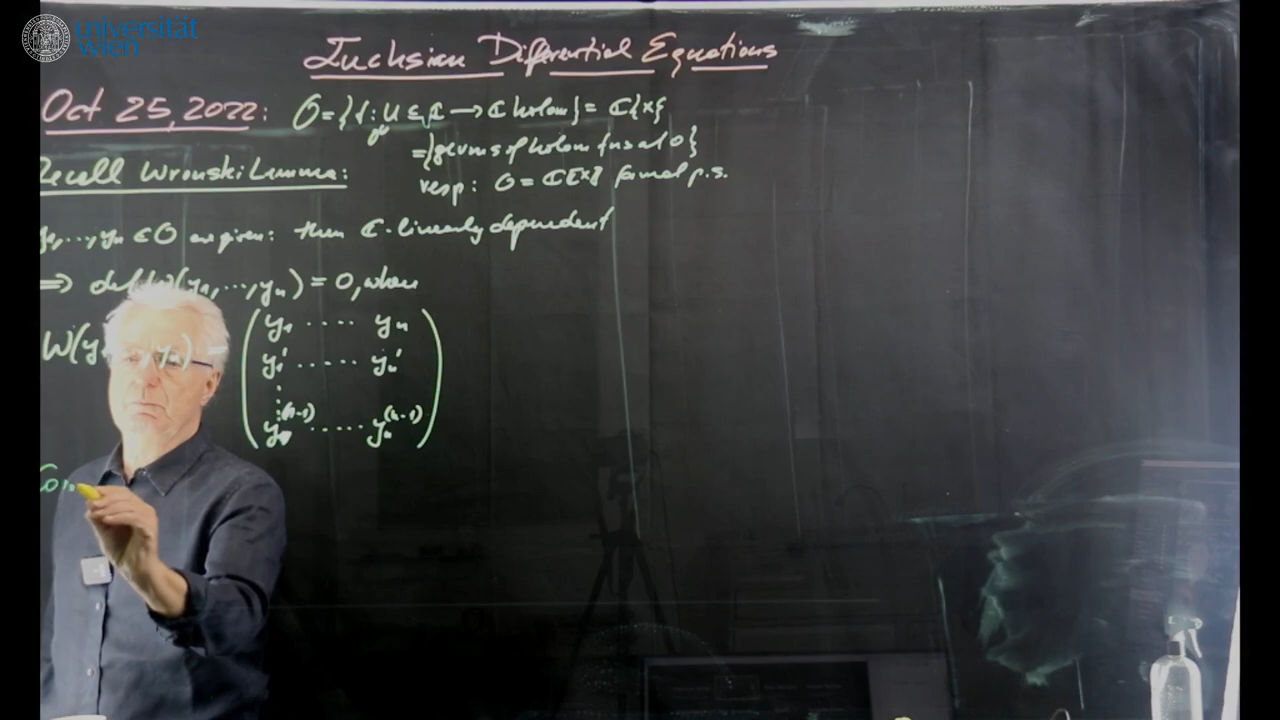 universität
wien
Fuchsian Differential Equations
Oct 25, 2022: O = {f: U ⊆ ℂ → ℂ holom} = ℂ{x}
= {germs of holom fns at 0}
Recall Wronski Lemma:
resp: O = ℂ[[x]] formal p.s.
y₁, ..., yₙ ∈ O are given: then ℂ-linearly dependent
⇒ det W(y₁, ..., yₙ) = 0, where
W(y yₙ) =
y₁ ..... yₙ
y₁' ...... yₙ'
y₁⁽ⁿ⁻¹⁾ ..... yₙ⁽ⁿ⁻¹⁾